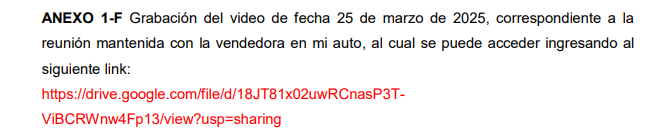 ANEXO 1-F Grabación del video de fecha 25 de marzo de 2025, correspondiente a la
reunión mantenida con la vendedora en mi auto, al cual se puede acceder ingresando al
siguiente link:
https://drive.google.com/file/d/18JT81x02uwRCnasP3T-
ViBCRWnw4Fp13/view?usp=sharing